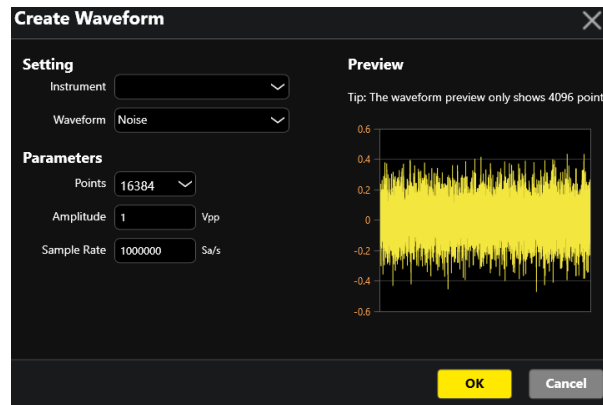 Create Waveform
Setting
Instrument
Waveform Noise
Parameters
Points 16384
Amplitude 1 Vpp
Sample Rate 1000000 Sa/s
Preview
Tip: The waveform preview only shows 4096 point
0.6
0.4
0.2
0
-0.2
-0.4
-0.6
OK Cancel